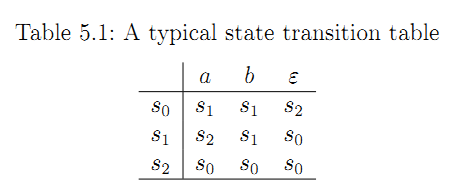 Table 5.1: A typical state transition table
a b ε
s₀ s₁ s₁ s₂
s₁ s₂ s₁ s₀
s₂ s₀ s₀ s₀